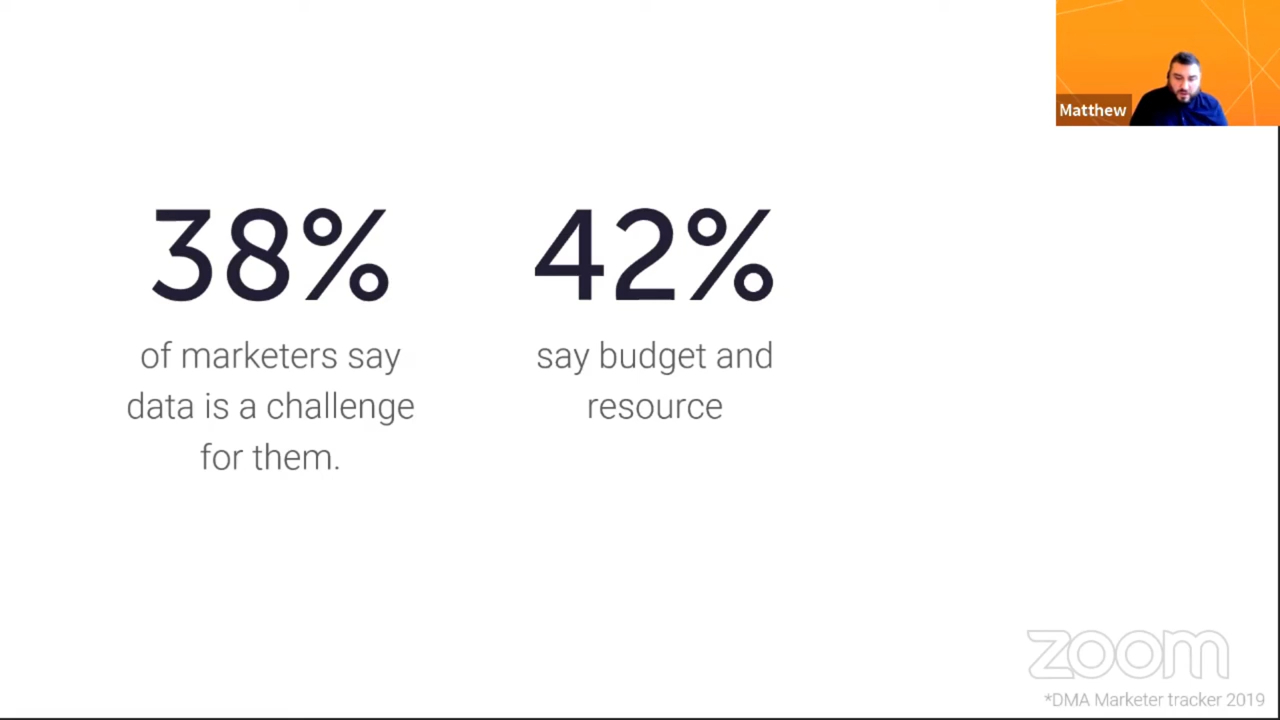 Matthew
38%
of marketers say
data is a challenge
for them.
42%
say budget and
resource
zoom
*DMA Marketer tracker 2019